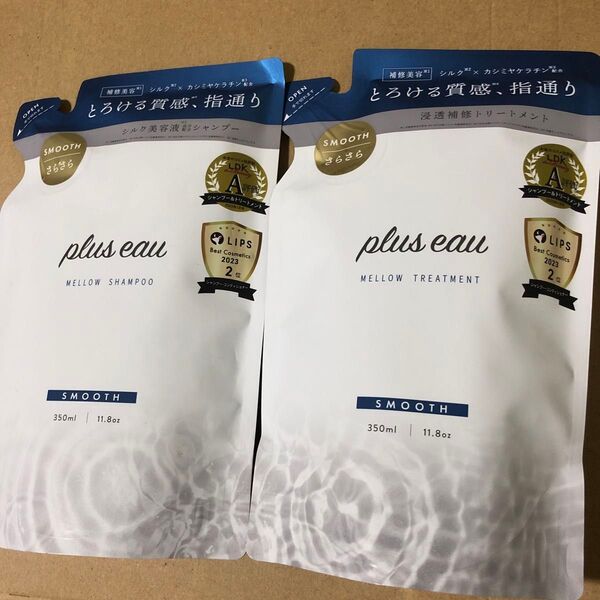 補修美容 シルク × カシミヤケラチン 配合
とろける質感、指通り
シルク美容液 シャンプー
OPEN
SMOOTH
さらさら
LDK
A
シャンプー&トリートメント
LIPS
Best Cosmetics
2023
2位
plus eau
MELLOW SHAMPOO
SMOOTH
350ml | 11.8oz
補修美容 シルク × カシミヤケラチン 配合
とろける質感、指通り
浸透補修トリートメント
OPEN
SMOOTH
さらさら
LDK
A
シャンプー&トリートメント
LIPS
Best Cosmetics
2023
2位
plus eau
MELLOW TREATMENT
SMOOTH
350ml | 11.8oz